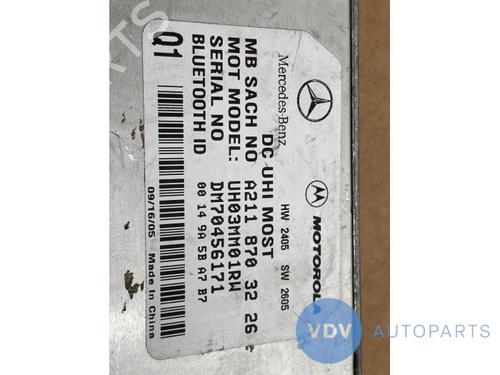 Mercedes-Benz
MOTOROL
DC UHI MOST
HW 2405 SW 2605
MB SACH NO A211 870 32 26
MOT MODEL: UH03MM01RW
SERIAL NO DM70456171
BLUETOOTH ID 00 14 9A 5B A7 B7
Q1
09/16/05 Made In China
PARTS
VDV AUTOPARTS